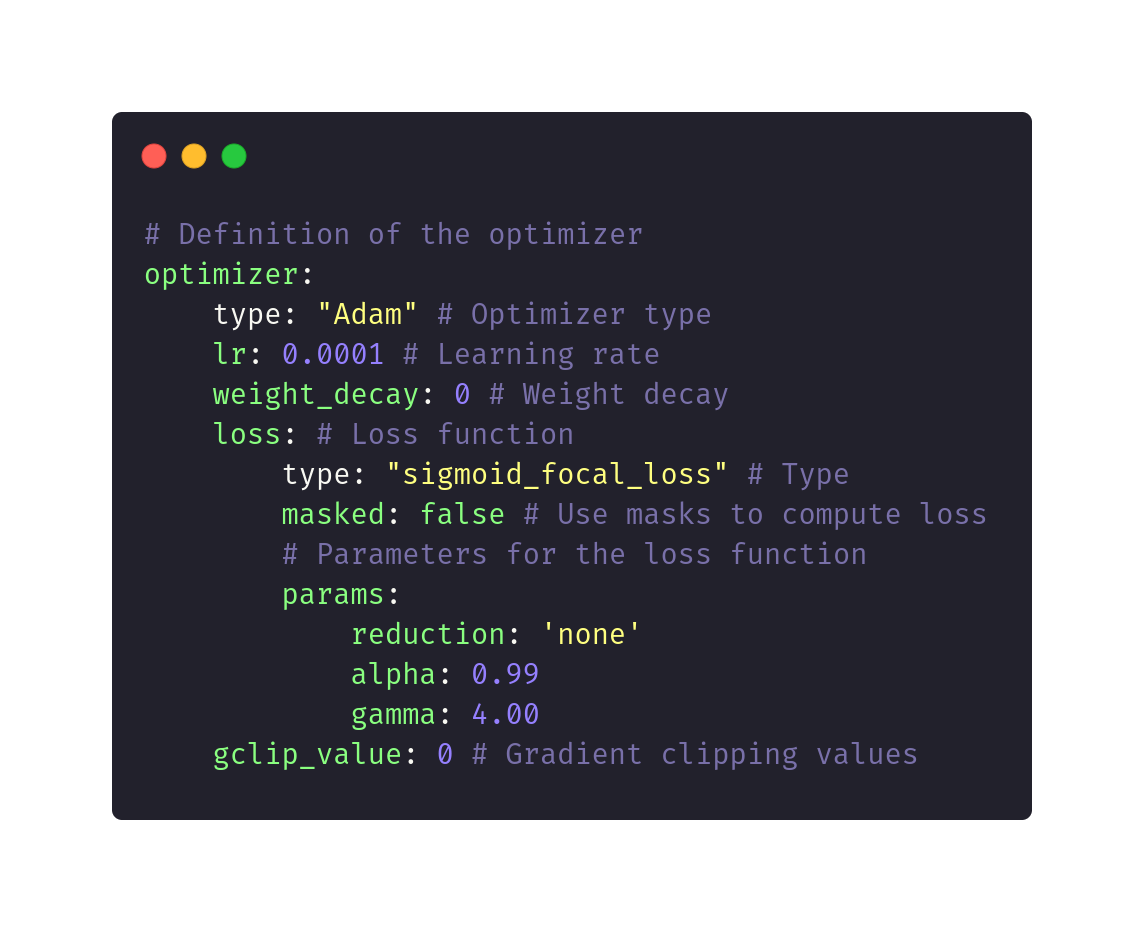 # Definition of the optimizer
optimizer:
    type: "Adam" # Optimizer type
    lr: 0.0001 # Learning rate
    weight_decay: 0 # Weight decay
    loss: # Loss function
        type: "sigmoid_focal_loss" # Type
        masked: false # Use masks to compute loss
        # Parameters for the loss function
        params:
            reduction: 'none'
            alpha: 0.99
            gamma: 4.00
    gclip_value: 0 # Gradient clipping values